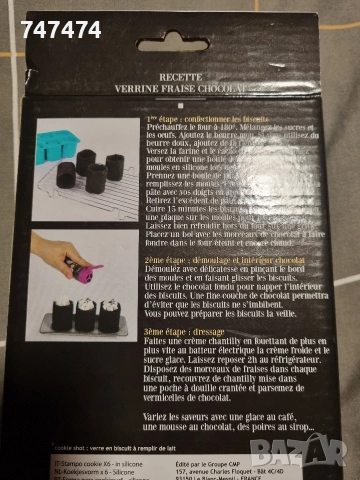 747474
RECETTE
VERRINE FRAISE CHOCOLAT
1ère étape : confectionner les biscuits
Préchauffez le four à 180°. Mélangez les sucres et
les œufs. Ajoutez le beurre mou,
beurre doux, ajoutez de
Versez la farine et le
pour obtenir une boule
moules en silicone
Prenez une boule de
remplissez les moules
pâte avec vos doigts en
Retirez l'excédent de pâte
Cuire 15 minutes les
une plaque sur les moules pour
Laissez bien refroidir hors du four
Placez un bol avec les morceaux de chocolat à faire
fondre dans le four éteint et encore chaud.
2ème étape : démoulage et intérieur chocolat
Démoulez avec délicatesse en pinçant le bord
des moules et en faisant glisser les biscuits.
Utilisez le chocolat fondu pour napper l'intérieur
des biscuits. Une fine couche de chocolat permettra
d'éviter que les biscuits ne s'imbibent.
Vous pouvez préparer les biscuits la veille.
3ème étape : dressage
Faites une crème chantilly en fouettant de plus en
plus vite au batteur électrique la crème froide et le
sucre glace. Laissez reposer 2h au réfrigérateur.
Disposez des morceaux de fraises dans chaque
biscuit, recouvrez de chantilly mise dans
une poche à douille crantée et parsemez de
vermicelles de chocolat.
Variez les saveurs avec une glace au café,
une mousse au chocolat, des poires au sirop...
cookie shot : verre en biscuit à remplir de lait
IT-Stampo cookie X6 - in silicone
NL-Koekjesvorm x 6 - Silicone
Edité par le Groupe GMP
157, avenue Charles Floquet - Bât 4C/4D
93150 Le Blanc-Mesnil - FRANCE
bazar